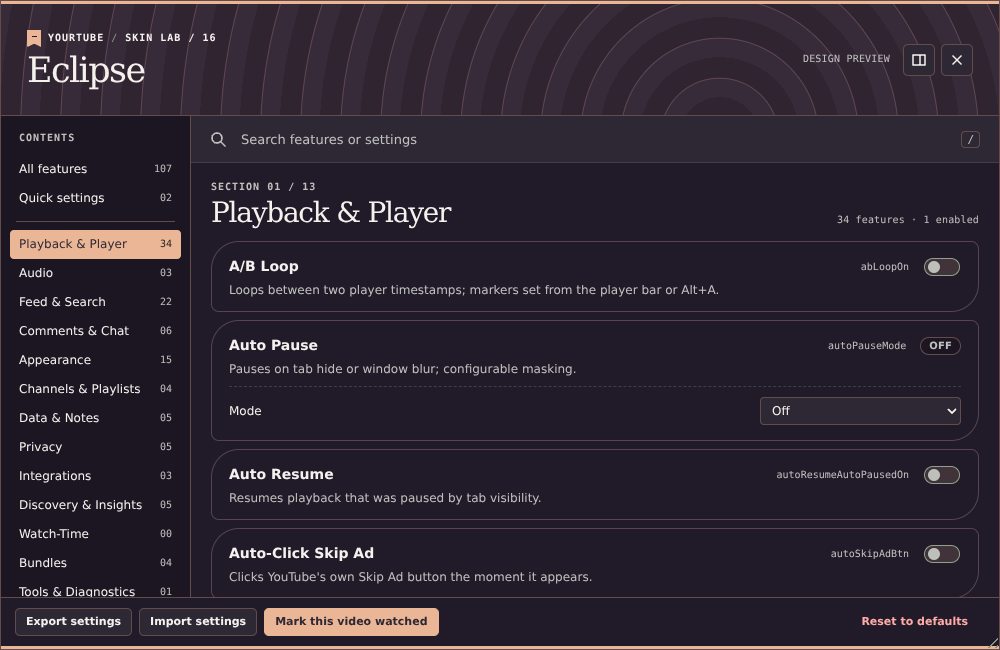 YOURTUBE / SKIN LAB / 16
Eclipse
DESIGN PREVIEW
CONTENTS
All features 107
Quick settings 02
Playback & Player 34
Audio 03
Feed & Search 22
Comments & Chat 06
Appearance 15
Channels & Playlists 04
Data & Notes 05
Privacy 05
Integrations 03
Discovery & Insights 05
Watch-Time 00
Bundles 04
Tools & Diagnostics 01
Search features or settings /
SECTION 01 / 13
Playback & Player
34 features · 1 enabled
A/B Loop abLoopOn
Loops between two player timestamps; markers set from the player bar or Alt+A.
Auto Pause autoPauseMode OFF
Pauses on tab hide or window blur; configurable masking.
Mode Off
Auto Resume autoResumeAutoPausedOn
Resumes playback that was paused by tab visibility.
Auto-Click Skip Ad autoSkipAdBtn
Clicks YouTube's own Skip Ad button the moment it appears.
Export settings Import settings Mark this video watched Reset to defaults